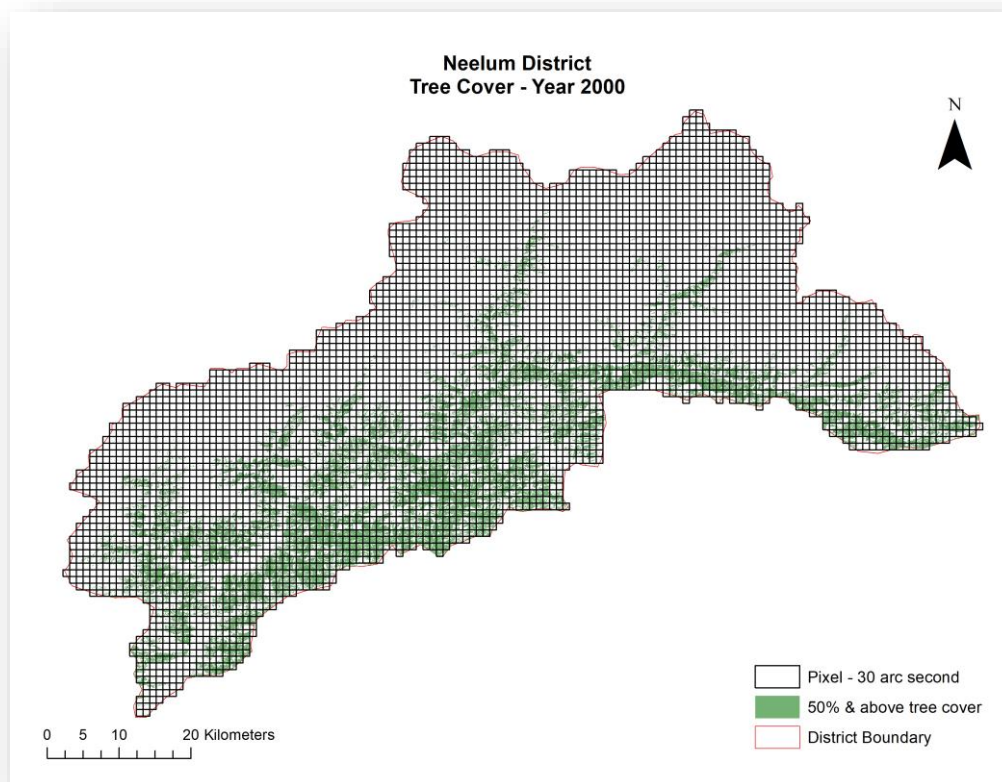 Neelum District
Tree Cover - Year 2000
N
Pixel - 30 arc second
50% & above tree cover
District Boundary
0 5 10 20 Kilometers